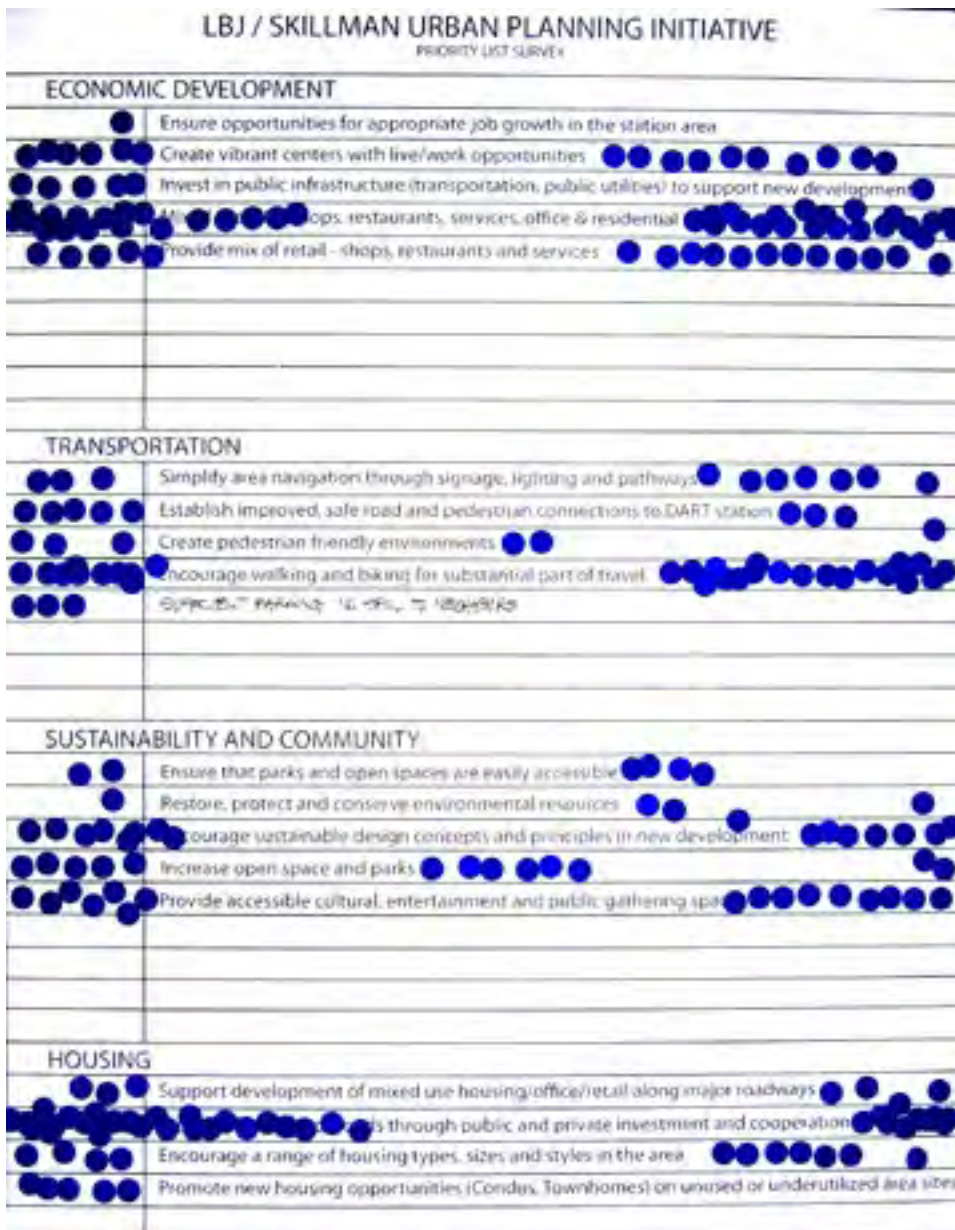 LBJ / SKILLMAN URBAN PLANNING INITIATIVE
PRIORITY LIST SURVEY
ECONOMIC DEVELOPMENT
Ensure opportunities for appropriate job growth in the station area
Create vibrant centers with live/work opportunities
Invest in public infrastructure (transportation, public utilities) to support new development
restaurants, services, office & residential
Provide mix of retail - shops, restaurants and services
TRANSPORTATION
Simplify area navigation through signage, lighting and pathways
Establish improved, safe road and pedestrian connections to DART station
Create pedestrian friendly environments
Encourage walking and biking for substantial part of travel
PARKING
SUSTAINABILITY AND COMMUNITY
Ensure that parks and open spaces are easily accessible
Restore, protect and conserve environmental resources
sustainable design concepts and principles in new development
Increase open space and parks
Provide accessible cultural, entertainment and public gathering
HOUSING
Support development of mixed use housing/office/retail along major roadways
through public and private investment and cooperation
Encourage a range of housing types, sizes and styles in the area
Promote new housing opportunities (Condos, Townhomes) on unused or underutilized area sites